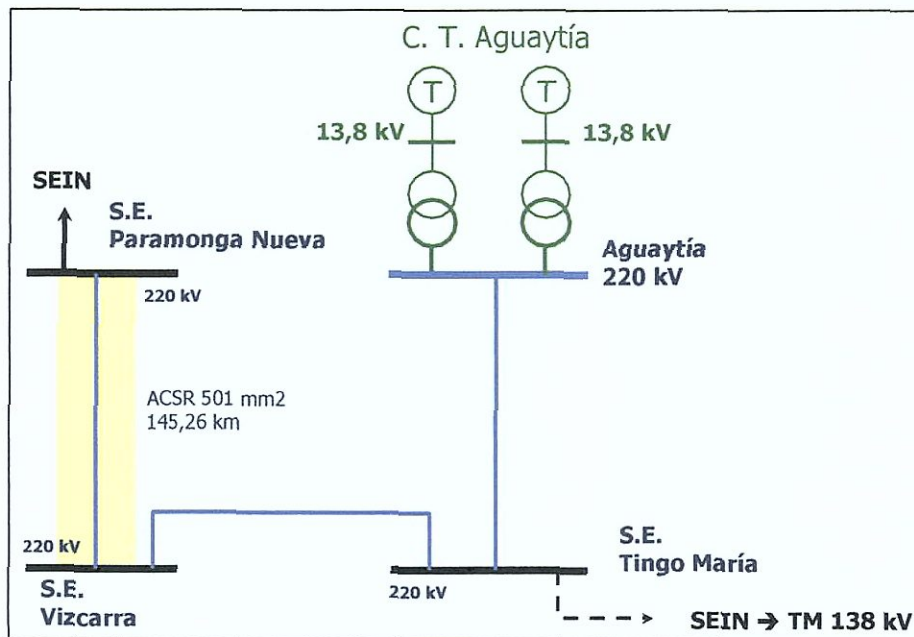 C. T. Aguaytía
T
T
13,8 kV
13,8 kV
SEIN
S.E.
Paramonga Nueva
220 kV
Aguaytía
220 kV
ACSR 501 mm2
145,26 km
220 kV
S.E.
Vizcarra
220 kV
S.E.
Tingo María
SEIN → TM 138 kV